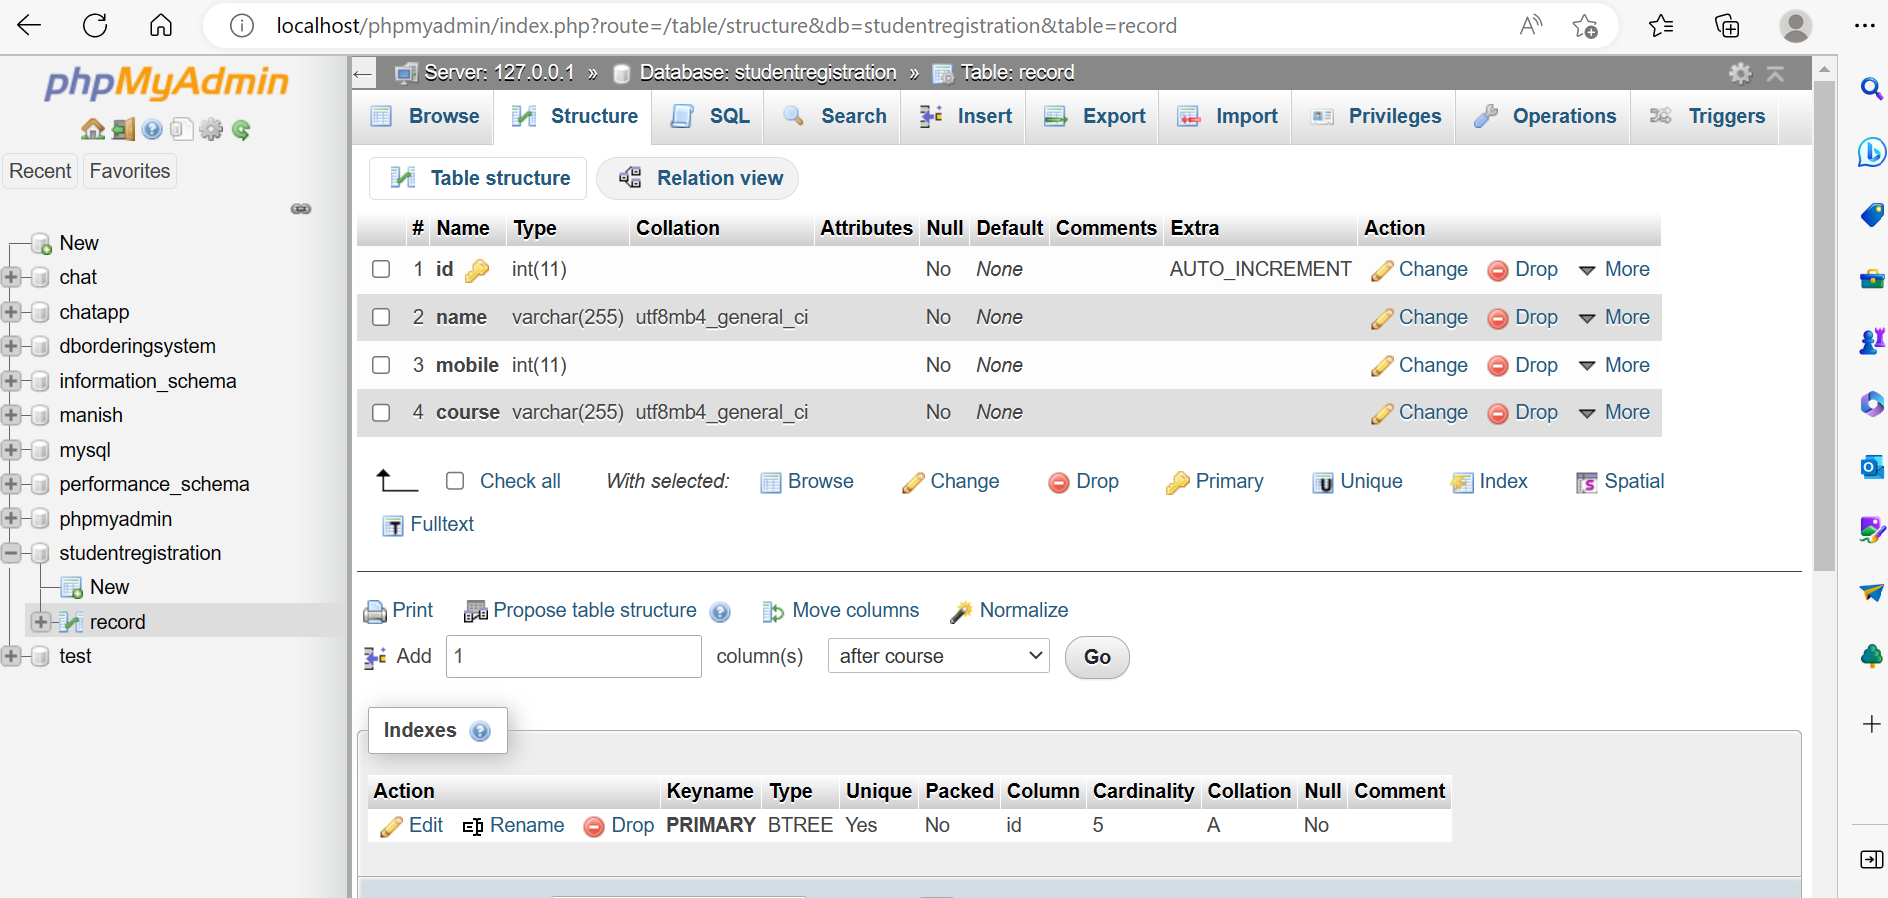 localhost/phpmyadmin/index.php?route=/table/structure&db=studentregistration&table=record
phpMyAdmin
Recent Favorites
New
chat
chatapp
dborderingsystem
information_schema
manish
mysql
performance_schema
phpmyadmin
studentregistration
New
record
test
Server: 127.0.0.1 » Database: studentregistration » Table: record
Browse Structure SQL Search Insert Export Import Privileges Operations Triggers
Table structure Relation view
# Name Type Collation Attributes Null Default Comments Extra Action
1 id int(11) No None AUTO_INCREMENT Change Drop More
2 name varchar(255) utf8mb4_general_ci No None Change Drop More
3 mobile int(11) No None Change Drop More
4 course varchar(255) utf8mb4_general_ci No None Change Drop More
Check all With selected: Browse Change Drop Primary Unique Index Spatial
Fulltext
Print Propose table structure Move columns Normalize
Add 1 column(s) after course Go
Indexes
Action Keyname Type Unique Packed Column Cardinality Collation Null Comment
Edit Rename Drop PRIMARY BTREE Yes No id 5 A No